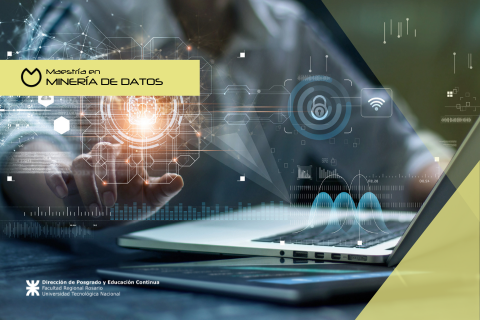 Maestría en
MINERÍA DE DATOS
Dirección de Posgrado y Educación Continua
Facultad Regional Rosario
Universidad Tecnológica Nacional